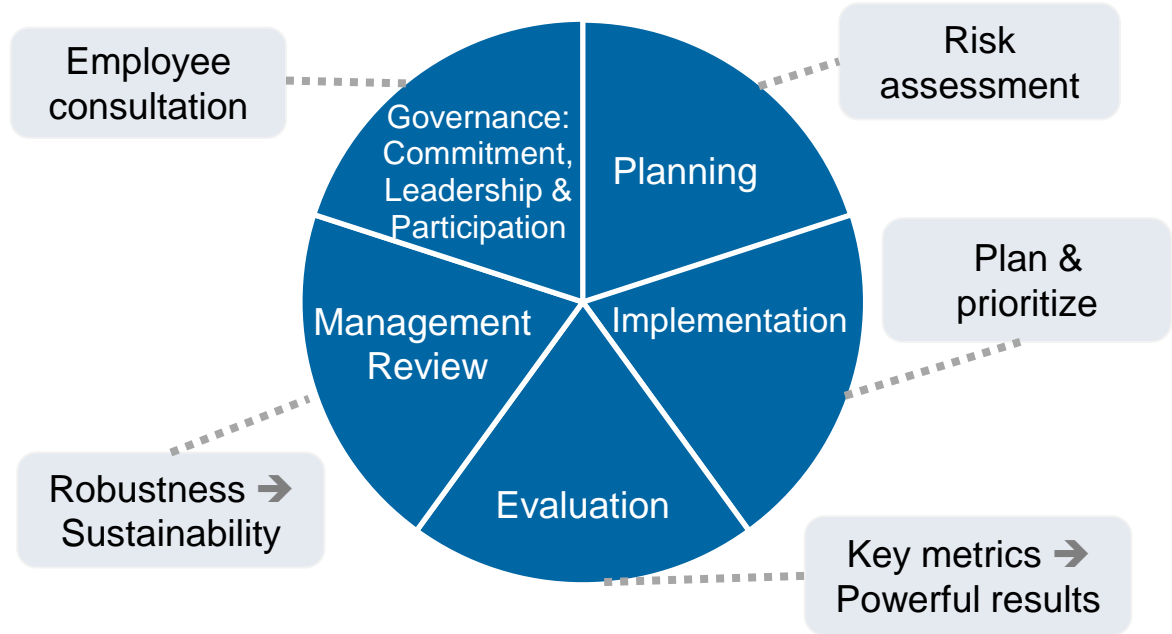 Employee
consultation
Risk
assessment
Governance:
Commitment,
Leadership &
Participation
Planning
Plan &
prioritize
Management
Review
Implementation
Robustness ➔
Sustainability
Evaluation
Key metrics ➔
Powerful results